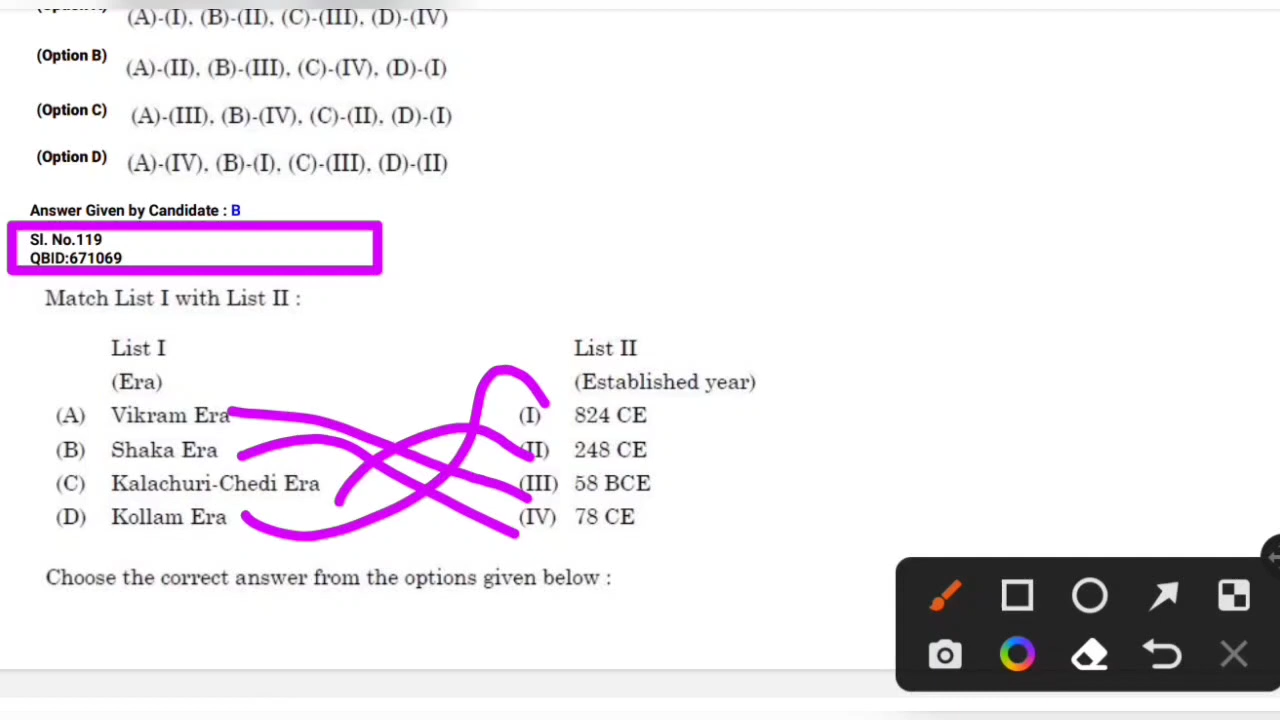 (A)-(I), (B)-(II), (C)-(III), (D)-(IV)
(Option B) (A)-(II), (B)-(III), (C)-(IV), (D)-(I)
(Option C) (A)-(III), (B)-(IV), (C)-(II), (D)-(I)
(Option D) (A)-(IV), (B)-(I), (C)-(III), (D)-(II)
Answer Given by Candidate : B
Sl. No.119
QBID:671069
Match List I with List II :
List I List II
(Era) (Established year)
(A) Vikram Era (I) 824 CE
(B) Shaka Era (II) 248 CE
(C) Kalachuri-Chedi Era (III) 58 BCE
(D) Kollam Era (IV) 78 CE
Choose the correct answer from the options given below :